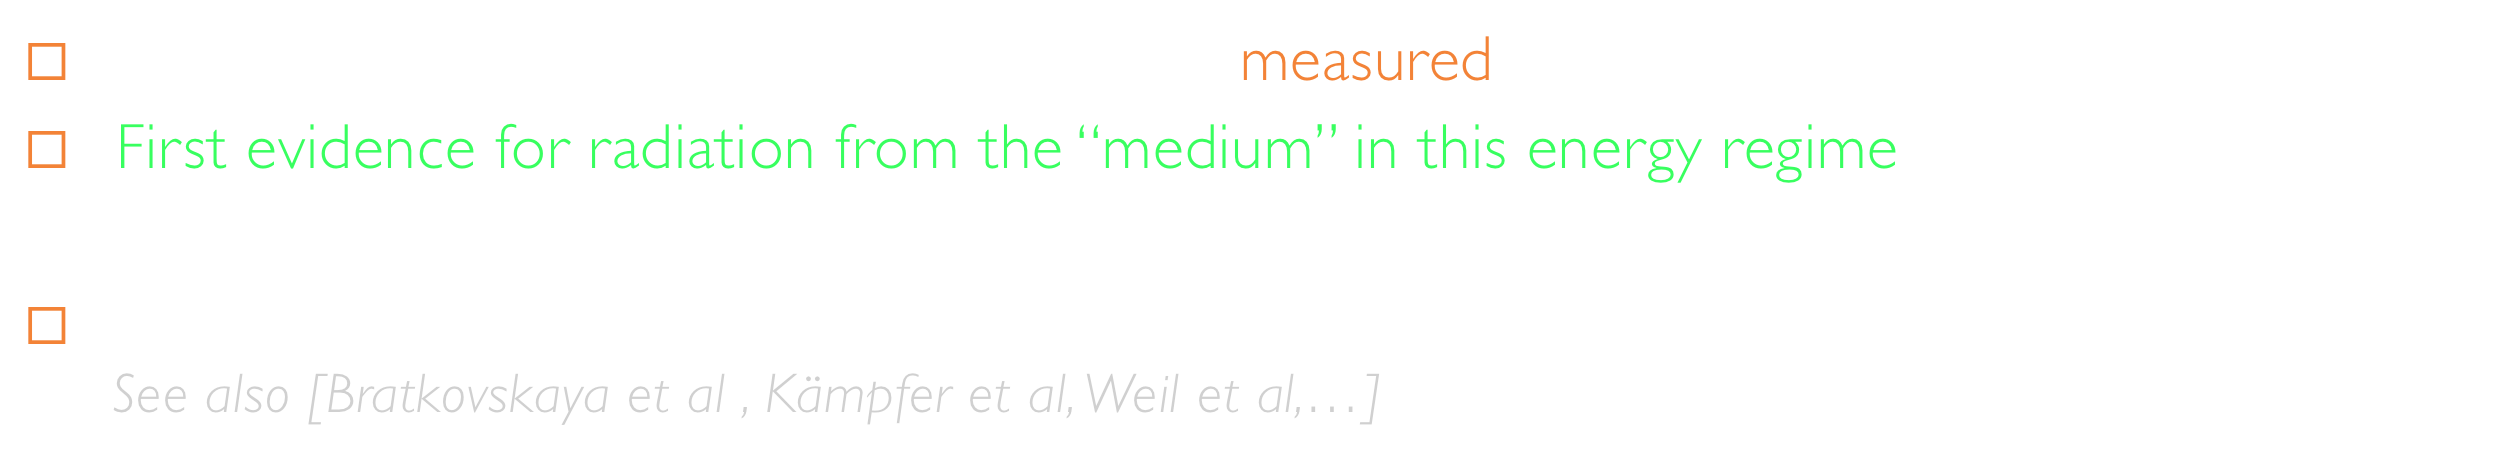 measured
First evidence for radiation from the “medium” in this energy regime
See also [Bratkovskaya et al, Kämpfer et al, Weil et al,...]